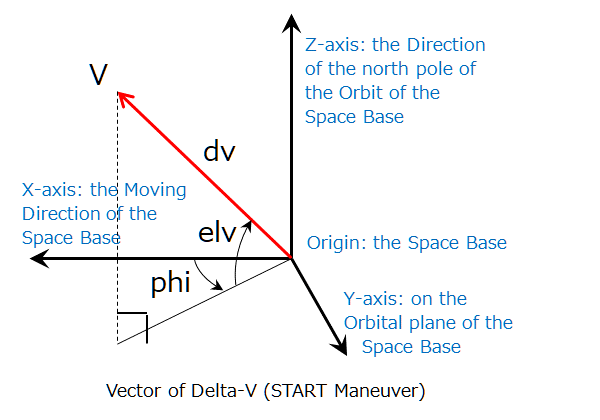 Z-axis: the Direction
of the north pole of
the Orbit of the
Space Base
V
dv
X-axis: the Moving
Direction of the
Space Base
elv
Origin: the Space Base
phi
Y-axis: on the
Orbital plane of the
Space Base
Vector of Delta-V (START Maneuver)